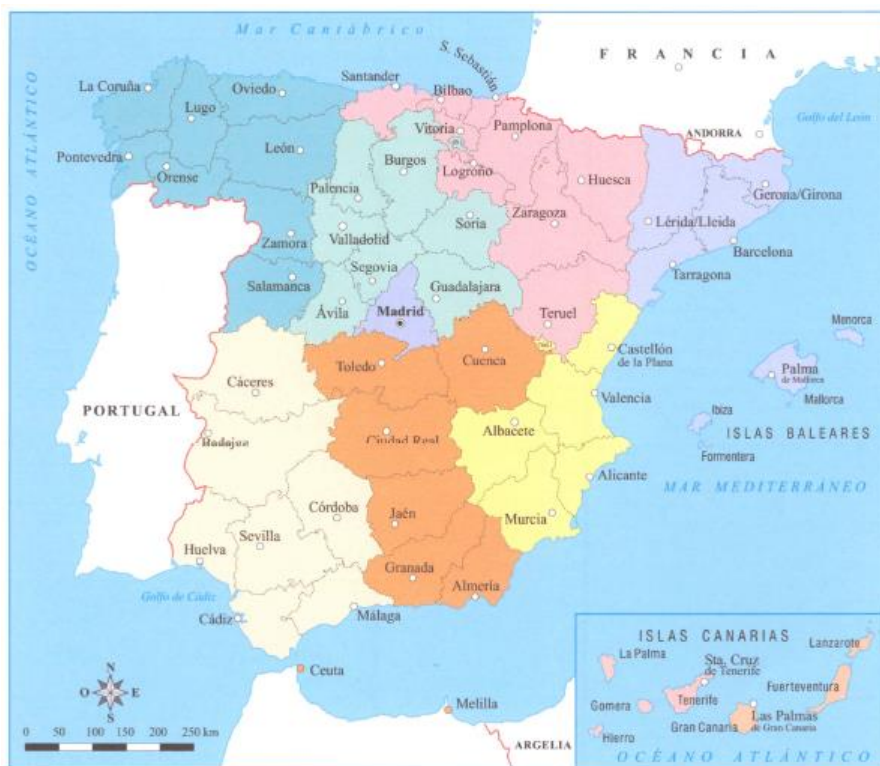 Mar Cantábrico
FRANCIA
S. Sebastián
Santander
Bilbao
La Coruña
Oviedo
Lugo
Vitoria
Pamplona
ANDORRA
Golfo del León
OCÉANO ATLÁNTICO
Pontevedra
León
Burgos
Logroño
Orense
Palencia
Huesca
Gerona/Girona
Soria
Zaragoza
Lérida/Lleida
Zamora
Valladolid
Barcelona
Segovia
Tarragona
Salamanca
Guadalajara
Ávila
Madrid
Teruel
Menorca
Toledo
Cuenca
Castellón
de la Plana
Palma
de Mallorca
Cáceres
Valencia
Mallorca
PORTUGAL
Ibiza
Albacete
ISLAS BALEARES
Badajoz
Ciudad Real
Formentera
Alicante
MAR MEDITERRÁNEO
Córdoba
Jaén
Murcia
Sevilla
Huelva
Granada
Almería
Golfo de Cádiz
Cádiz
Málaga
Ceuta
Melilla
ARGELIA
N
O
E
S
0 50 100 150 200 250 km
ISLAS CANARIAS
Lanzarote
La Palma
Sta. Cruz
de Tenerife
Fuerteventura
Tenerife
Gomera
Gran Canaria
Las Palmas
de Gran Canaria
Hierro
OCÉANO ATLÁNTICO